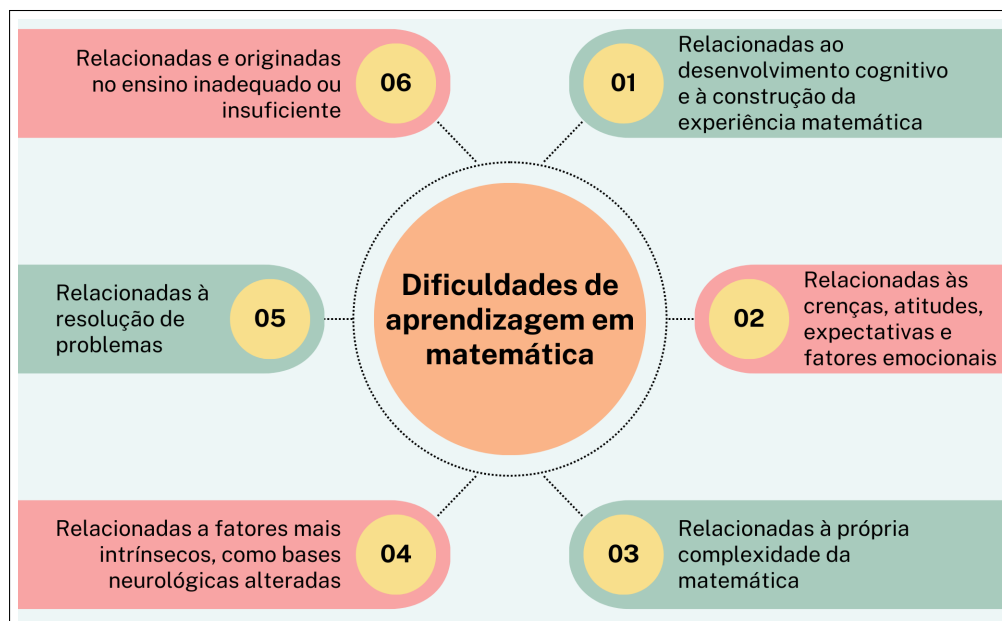 Dificuldades de
aprendizagem em
matemática
01
Relacionadas ao
desenvolvimento cognitivo
e à construção da
experiência matemática
02
Relacionadas às
crenças, atitudes,
expectativas e
fatores emocionais
03
Relacionadas à própria
complexidade da
matemática
04
Relacionadas a fatores mais
intrínsecos, como bases
neurológicas alteradas
05
Relacionadas à
resolução de
problemas
06
Relacionadas e originadas
no ensino inadequado ou
insuficiente